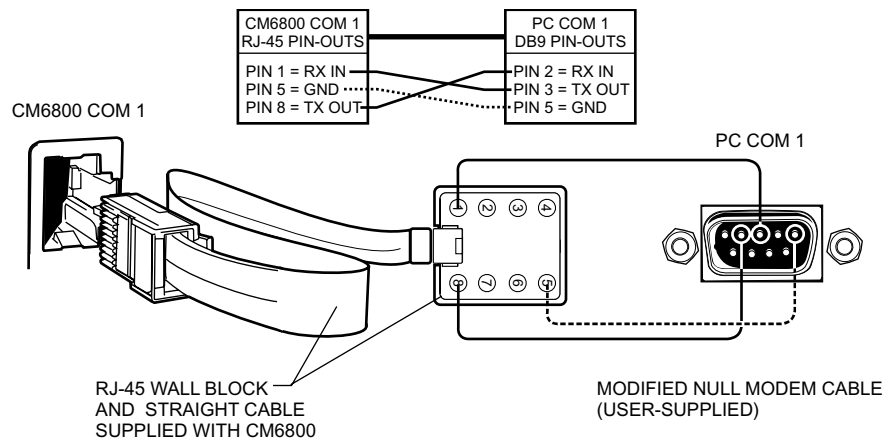 CM6800 COM 1
RJ-45 PIN-OUTS
PIN 1 = RX IN
PIN 5 = GND
PIN 8 = TX OUT
PC COM 1
DB9 PIN-OUTS
PIN 2 = RX IN
PIN 3 = TX OUT
PIN 5 = GND
CM6800 COM 1
PC COM 1
1 2 3 4
8 7 6 5
RJ-45 WALL BLOCK
AND STRAIGHT CABLE
SUPPLIED WITH CM6800
MODIFIED NULL MODEM CABLE
(USER-SUPPLIED)